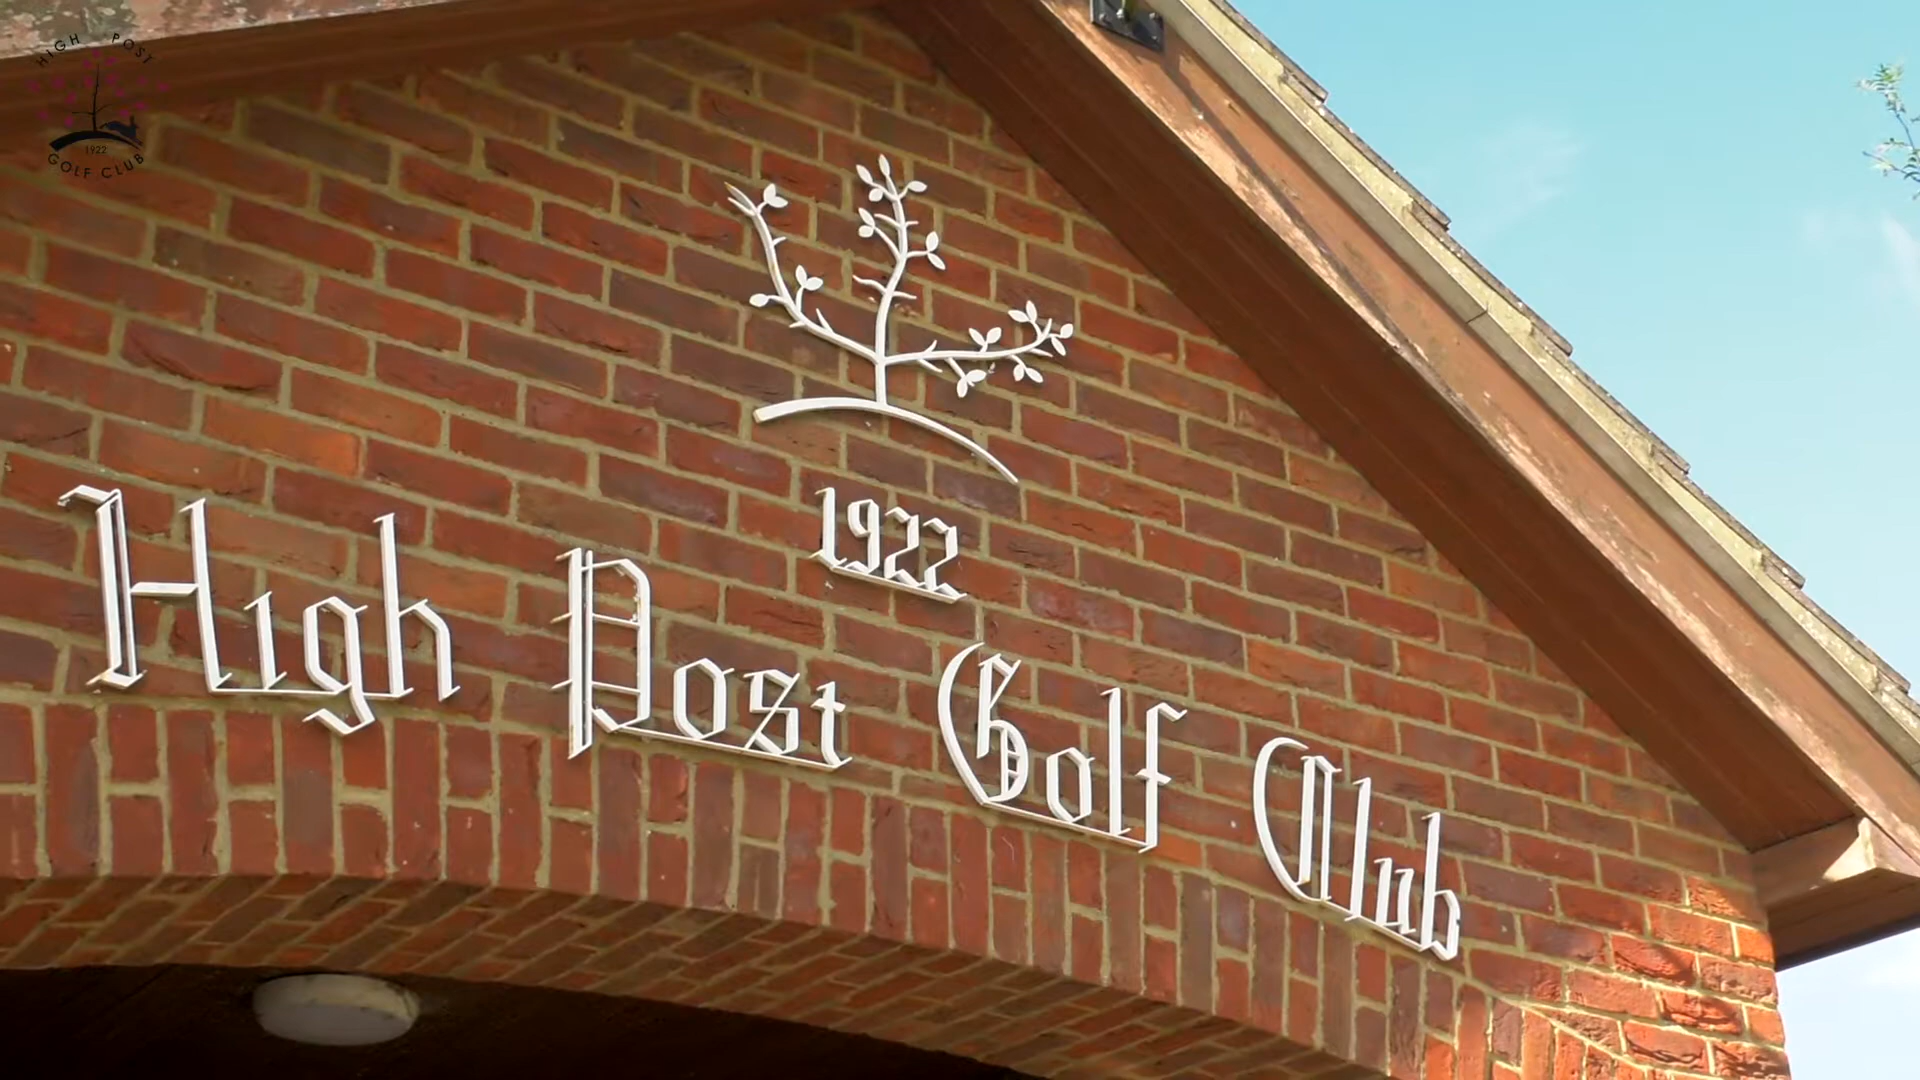 HIGH POST
1922
GOLF CLUB
1922
High Post Golf Club